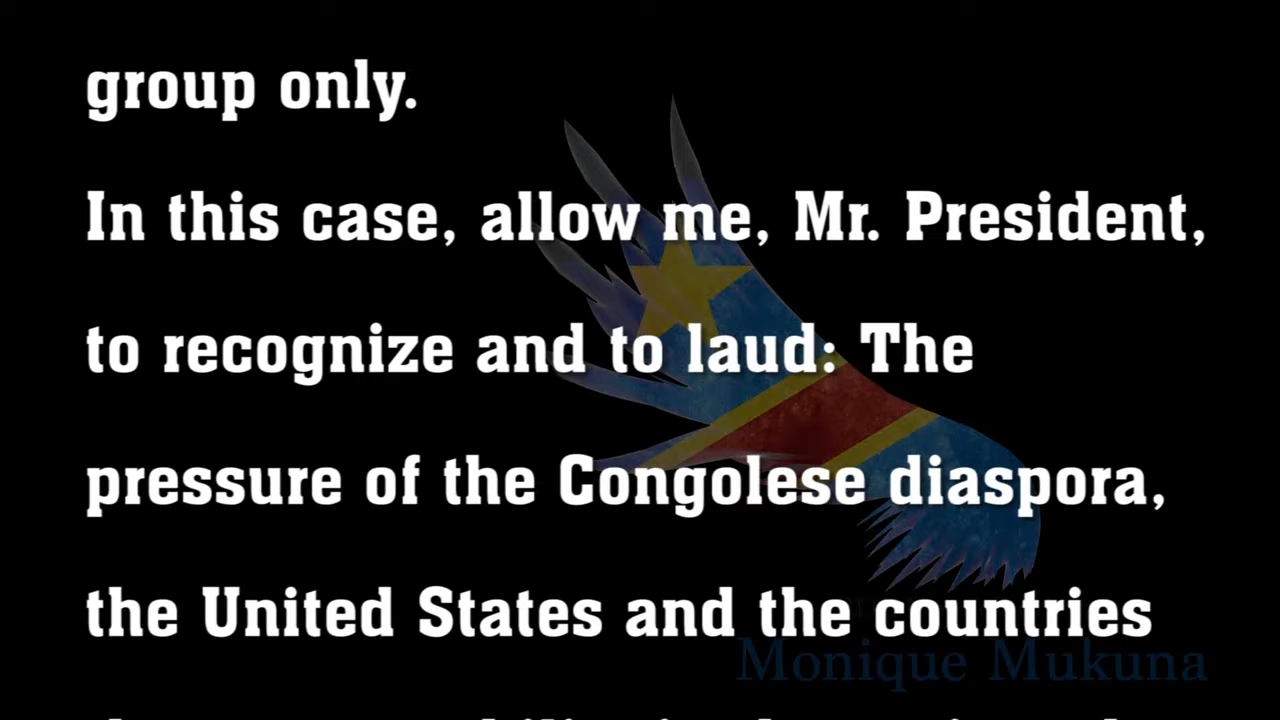 group only.
In this case, allow me, Mr. President,
to recognize and to laud: The
pressure of the Congolese diaspora,
the United States and the countries
Monique Mukuna